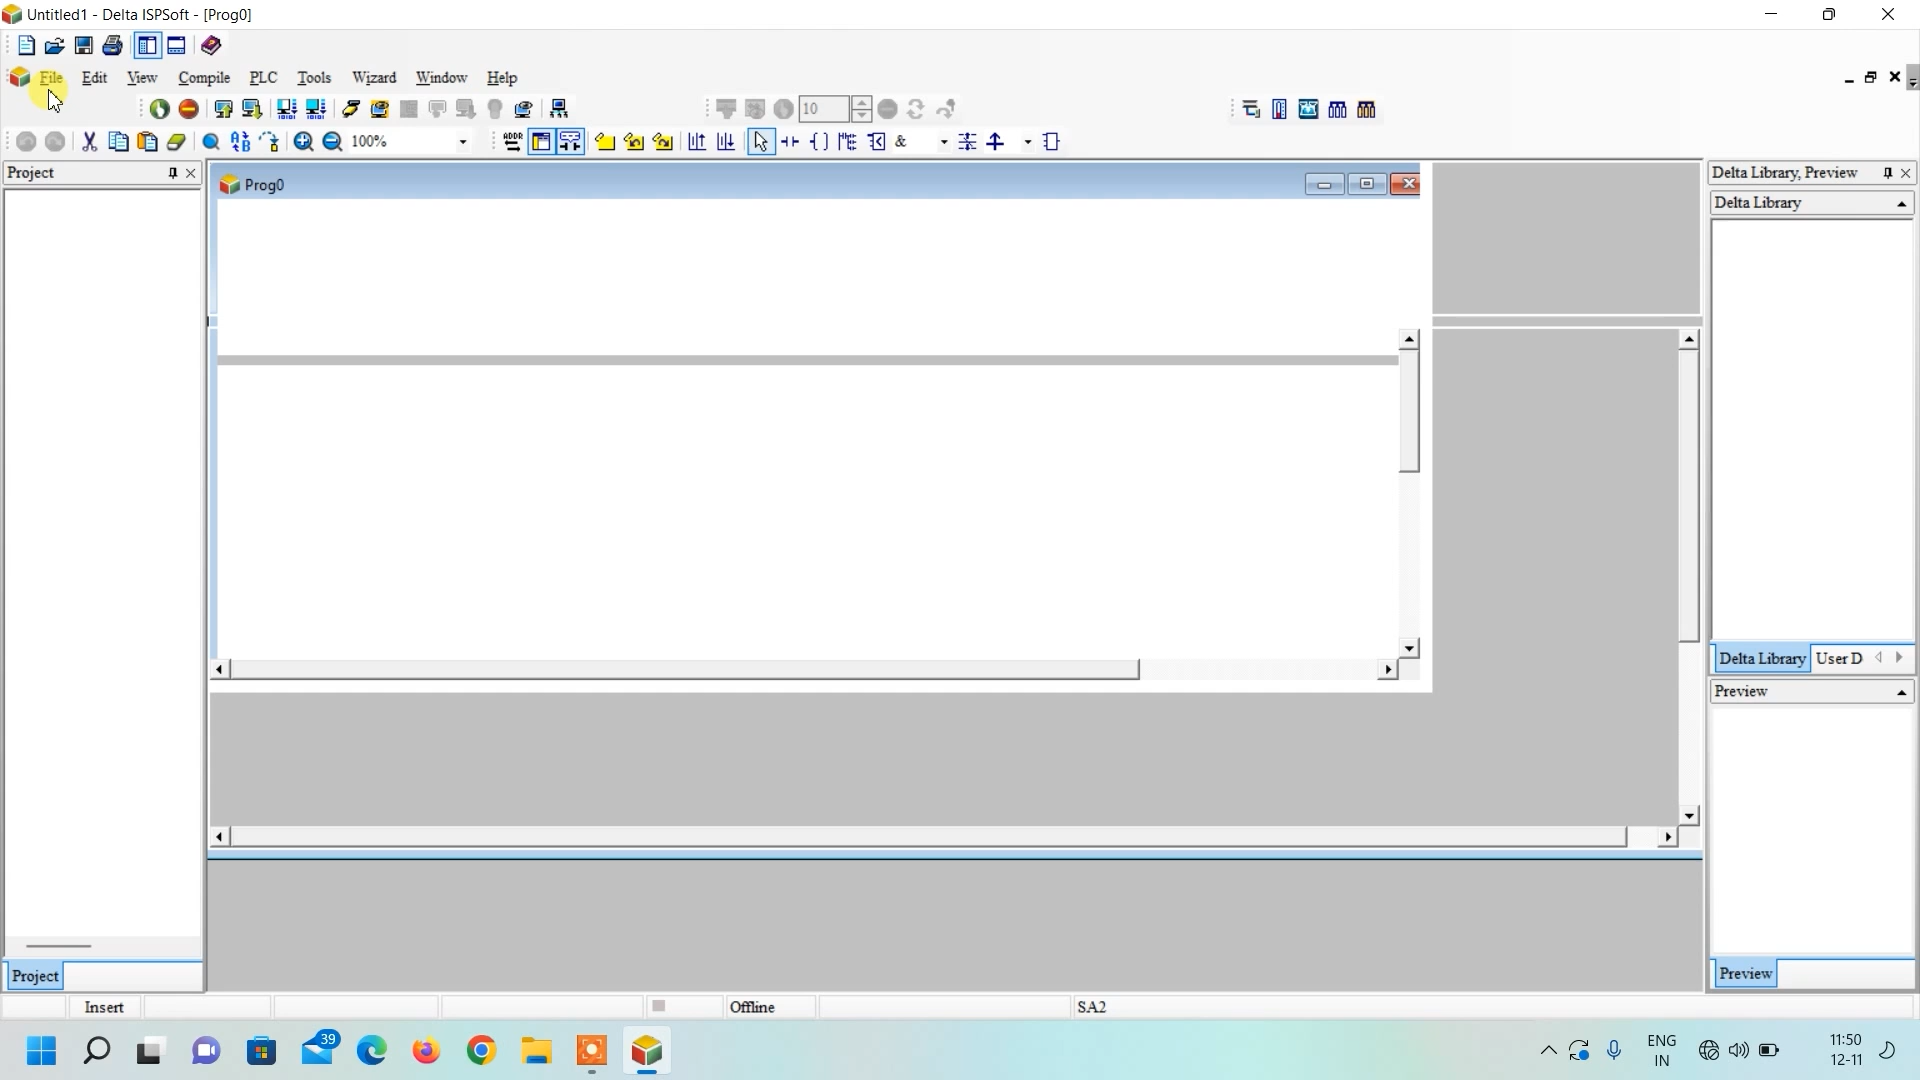 Untitled1 - Delta ISPSoft - [Prog0]
File Edit View Compile PLC Tools Wizard Window Help
10
100%
ADDR
&
Project
Prog0
Delta Library, Preview
Delta Library
Delta Library User D
Preview
Project
Preview
Insert Offline SA2
39
ENG
IN
11:50
12-11